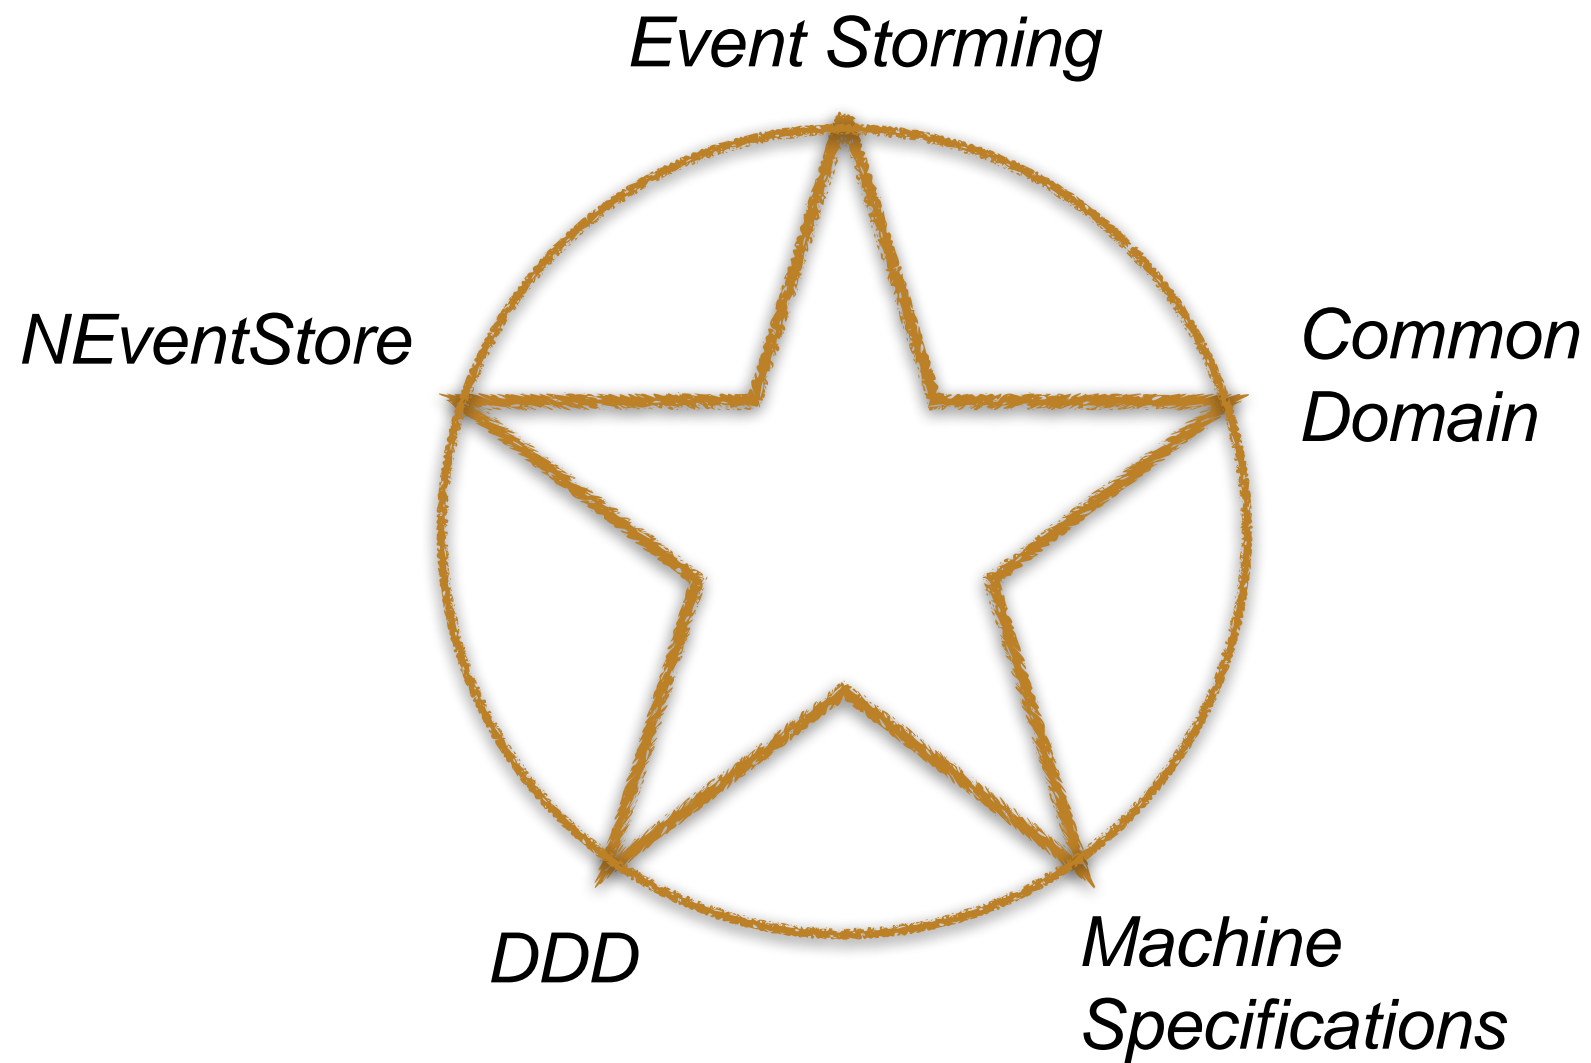 Event Storming
NEventStore
Common
Domain
DDD
Machine
Specifications